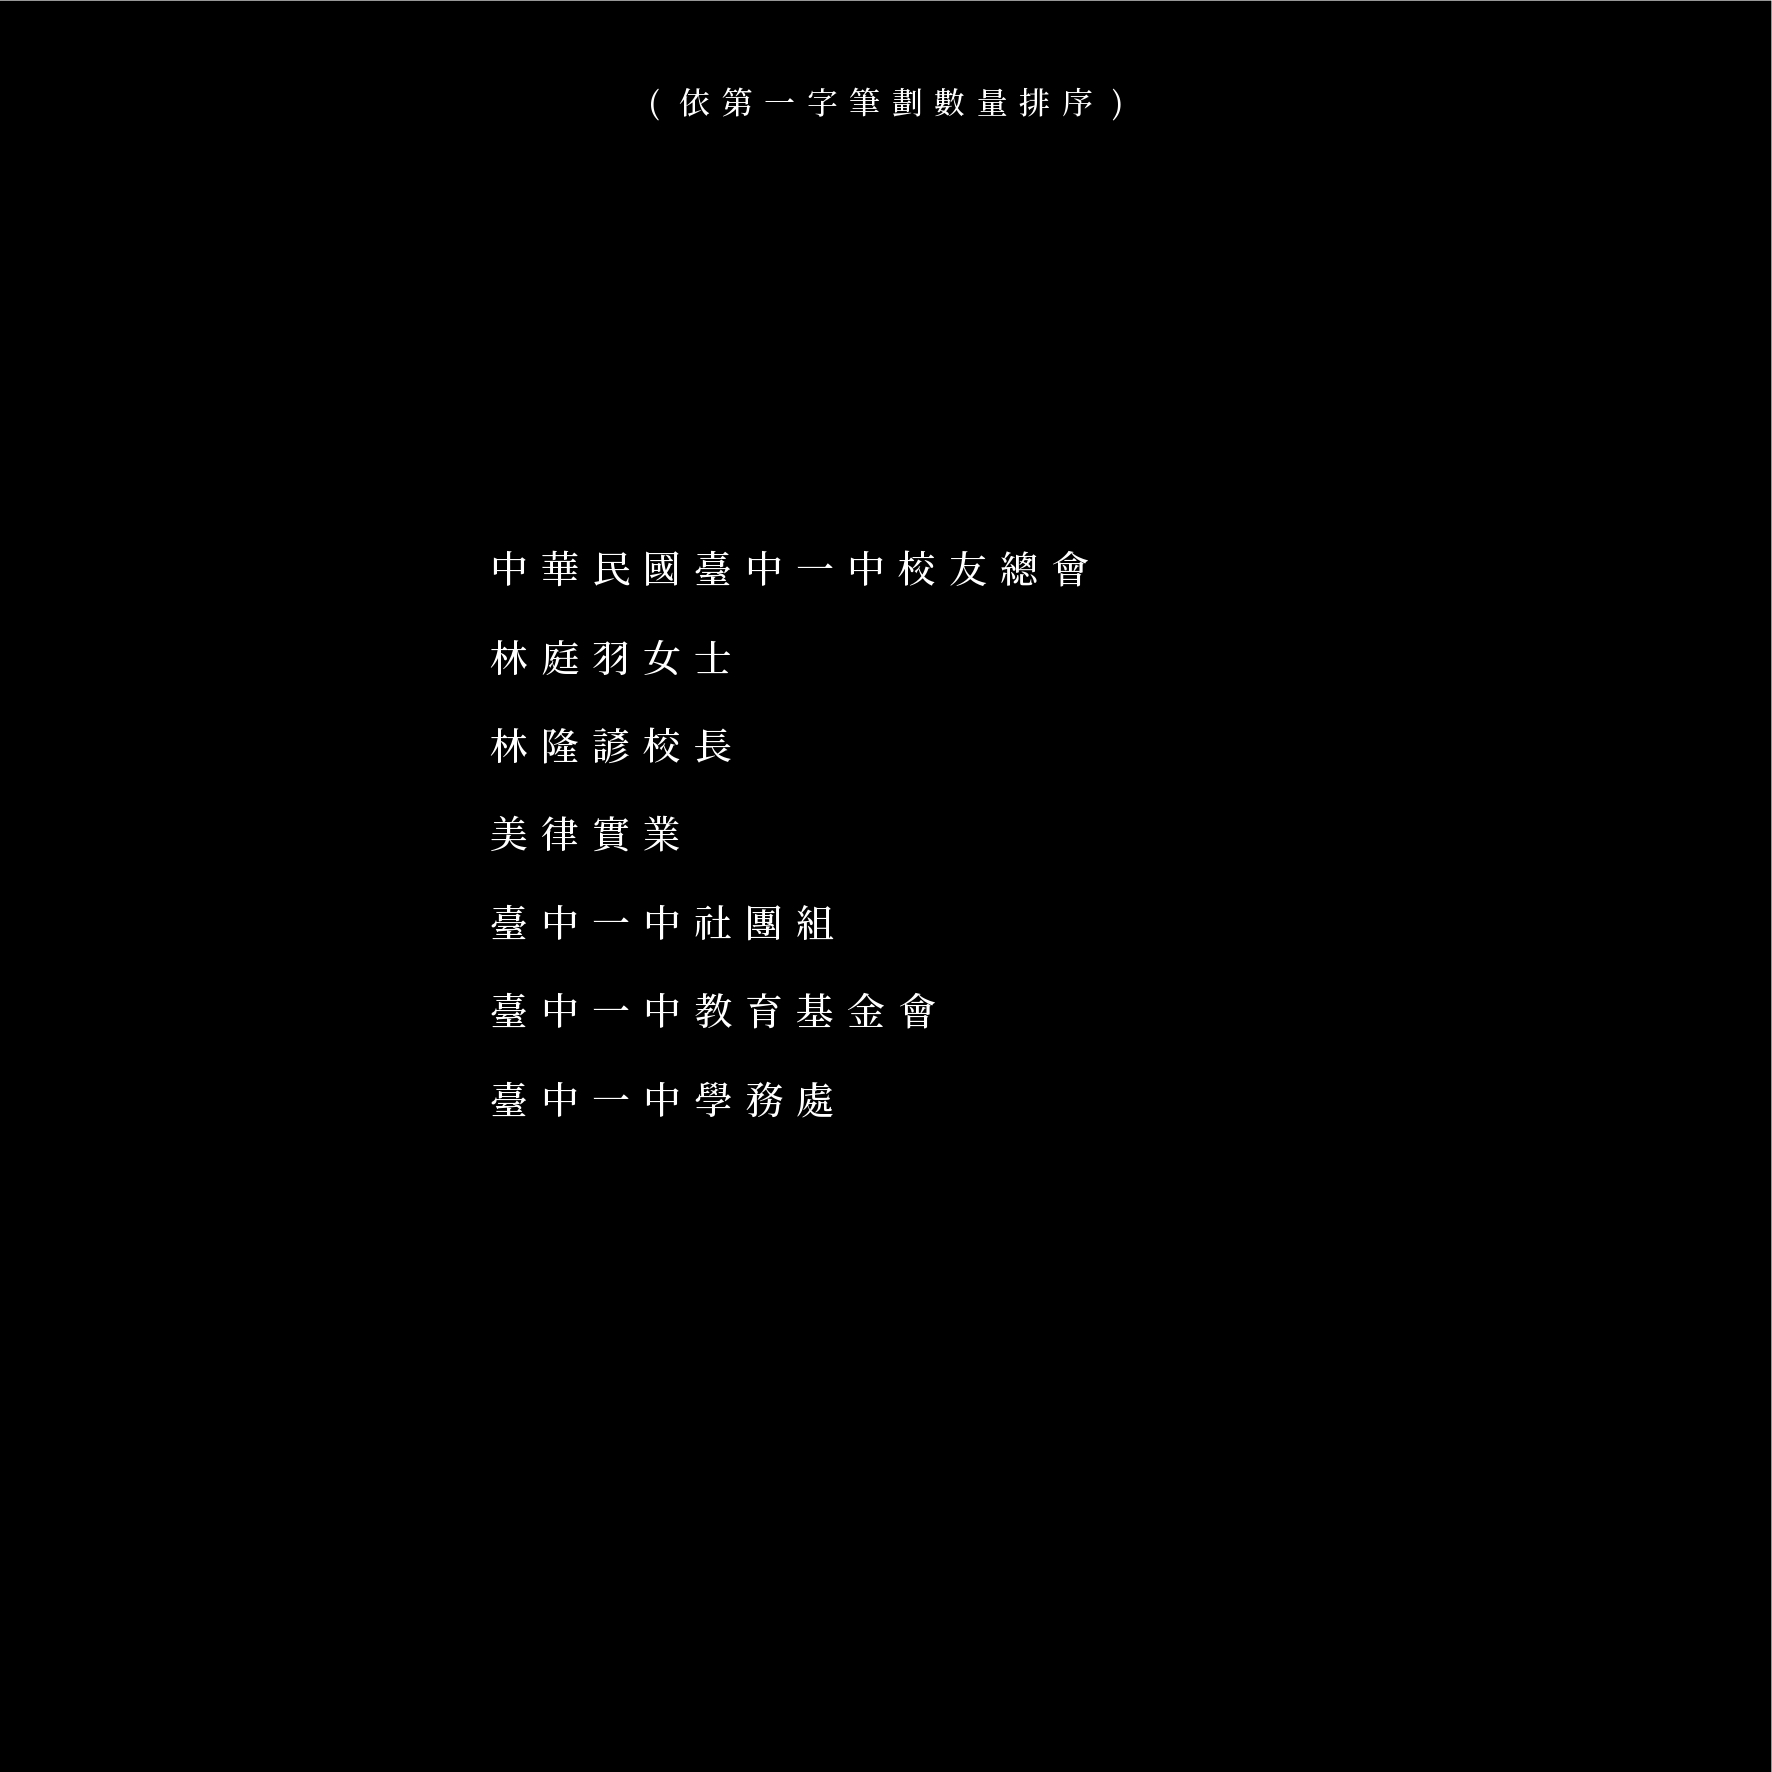 (依第一字筆劃數量排序)
中華民國臺中一中校友總會
林庭羽女士
林隆諺校長
美律實業
臺中一中社團組
臺中一中教育基金會
臺中一中學務處